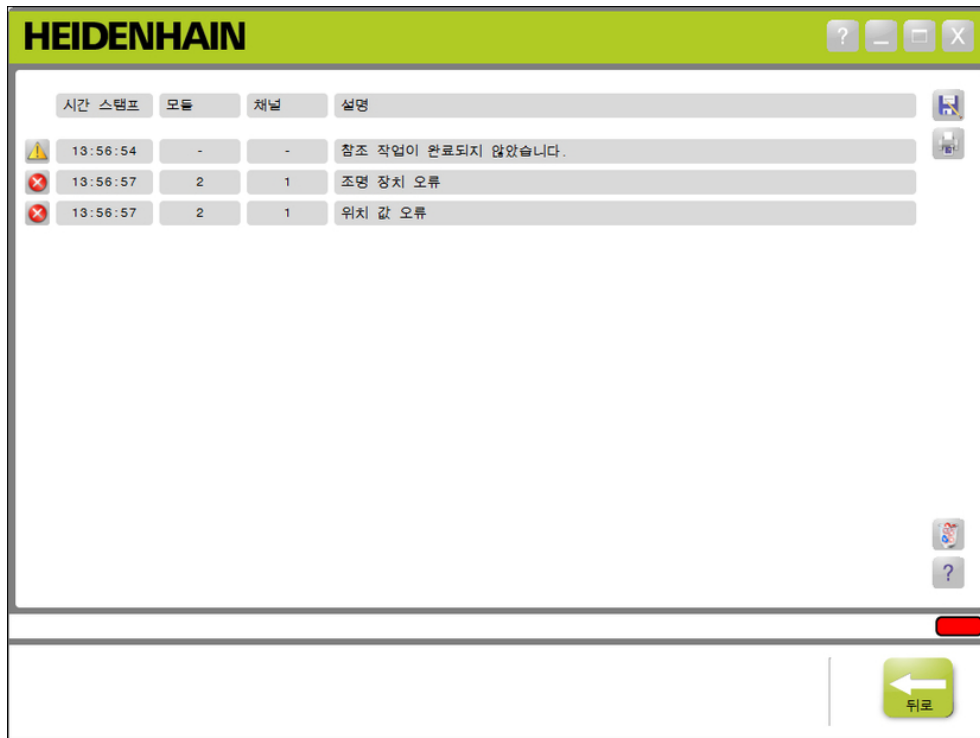 HEIDENHAIN
? X
시간 스탬프 모듈 채널 설명
13:56:54 - - 참조 작업이 완료되지 않았습니다.
13:56:57 2 1 조명 장치 오류
13:56:57 2 1 위치 값 오류
?
뒤로